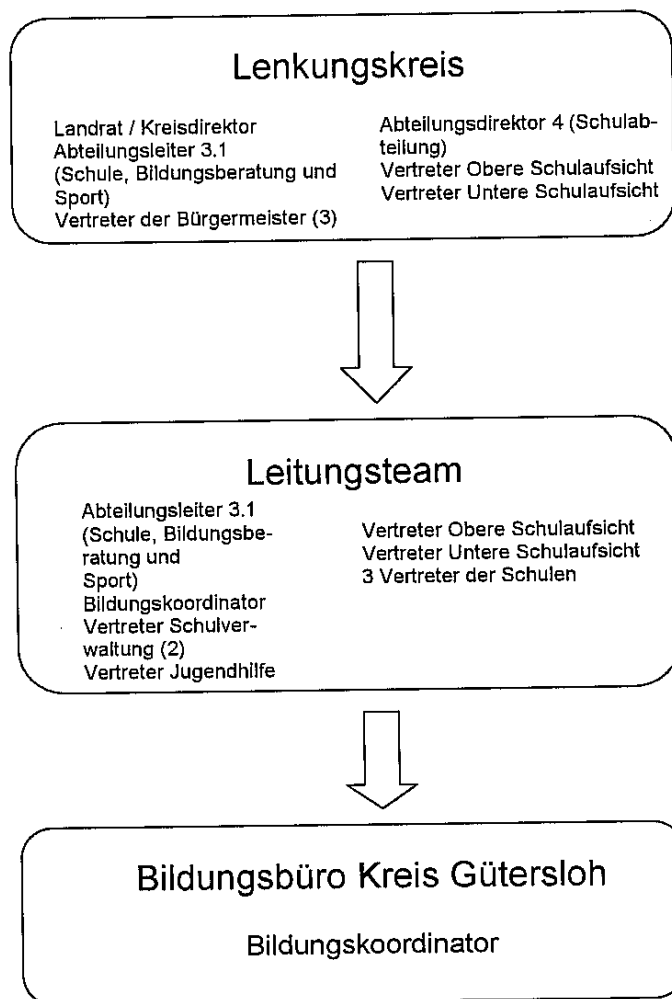 Lenkungskreis
Landrat / Kreisdirektor
Abteilungsleiter 3.1
(Schule, Bildungsberatung und
Sport)
Vertreter der Bürgermeister (3)
Abteilungsdirektor 4 (Schulab-
teilung)
Vertreter Obere Schulaufsicht
Vertreter Untere Schulaufsicht
Leitungsteam
Abteilungsleiter 3.1
(Schule, Bildungsbe-
ratung und
Sport)
Bildungskoordinator
Vertreter Schulver-
waltung (2)
Vertreter Jugendhilfe
Vertreter Obere Schulaufsicht
Vertreter Untere Schulaufsicht
3 Vertreter der Schulen
Bildungsbüro Kreis Gütersloh
Bildungskoordinator